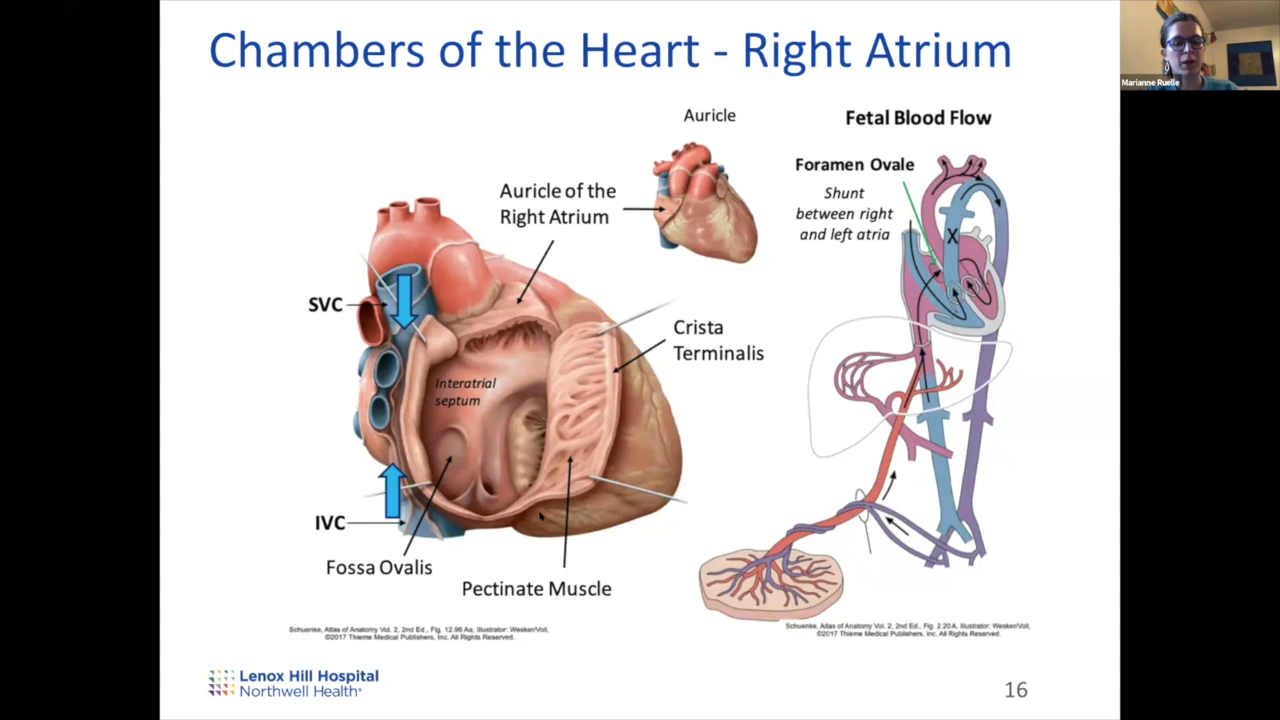 Chambers of the Heart - Right Atrium
Marianne Ruelle
Auricle
Fetal Blood Flow
Foramen Ovale
Shunt
between right
and left atria
X
Auricle of the
Right Atrium
SVC
Crista
Terminalis
Interatrial
septum
IVC
Fossa Ovalis
Pectinate Muscle
Schuenke, Atlas of Anatomy Vol. 2, 2nd Ed., Fig. 12.96 Aa, Illustrator: Wesker/Voll,
©2017 Thieme Medical Publishers, Inc. All Rights Reserved.
Schuenke, Atlas of Anatomy Vol. 2, 2nd Ed., Fig. 2.20 A, Illustrator: Wesker/Voll,
©2017 Thieme Medical Publishers, Inc. All Rights Reserved.
Lenox Hill Hospital
Northwell Health
16